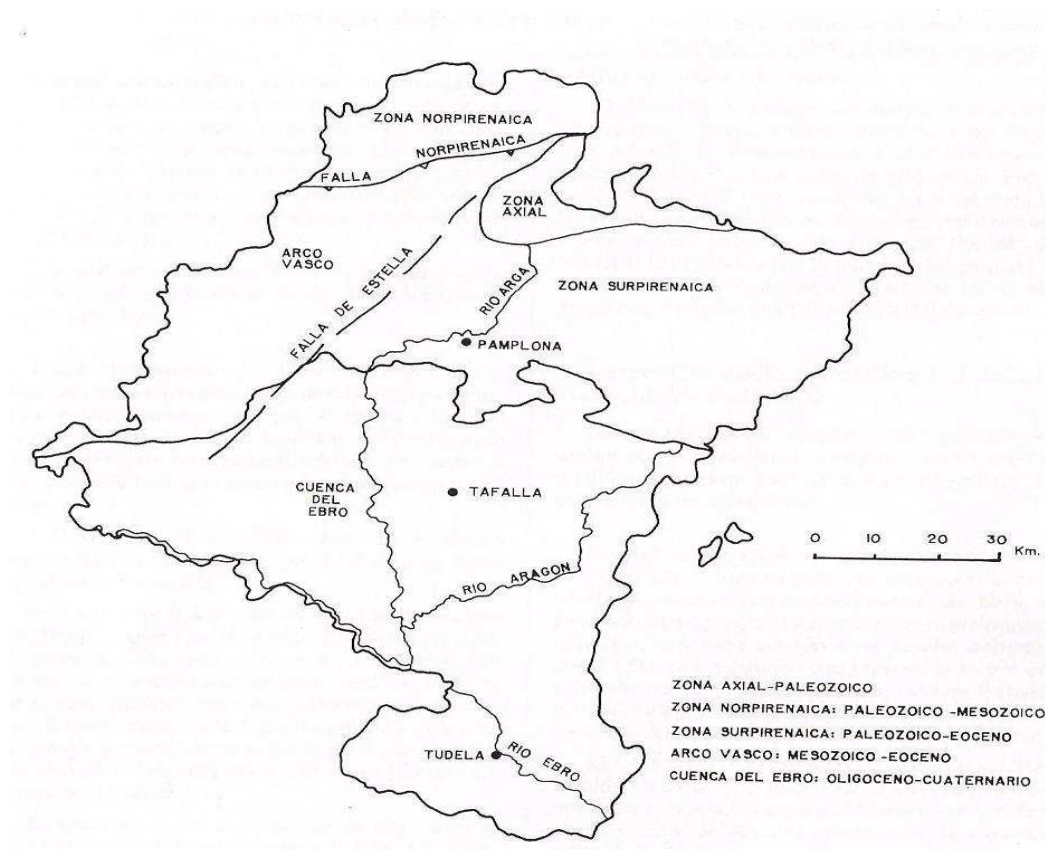 ZONA NORPIRENAICA
NORPIRENAICA
FALLA
ZONA
AXIAL
ARCO
VASCO
FALLA DE ESTELLA
RIO ARGA
ZONA SURPIRENAICA
PAMPLONA
CUENCA
DEL
EBRO
TAFALLA
0 10 20 30
Km.
RIO ARAGON
ZONA AXIAL-PALEOZOICO
ZONA NORPIRENAICA: PALEOZOICO-MESOZOICO
ZONA SURPIRENAICA: PALEOZOICO-EOCENO
ARCO VASCO: MESOZOICO-EOCENO
CUENCA DEL EBRO: OLIGOCENO-CUATERNARIO
TUDELA
RIO EBRO